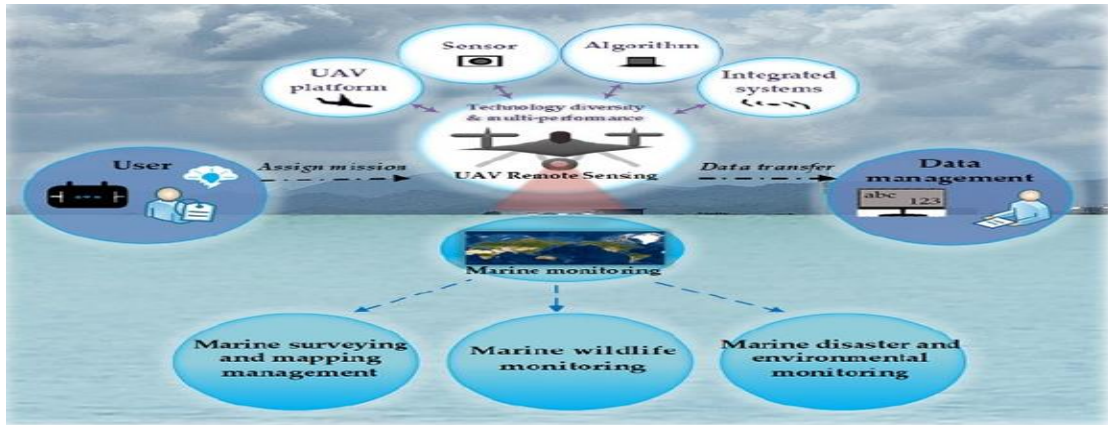 Sensor
Algorithm
UAV
platform
Integrated
systems
Technology diversity
& multi-performance
User
Assign mission
UAV Remote Sensing
Data transfer
Data
management
abc
123
Marine monitoring
Marine surveying
and mapping
management
Marine wildlife
monitoring
Marine disaster and
environmental
monitoring